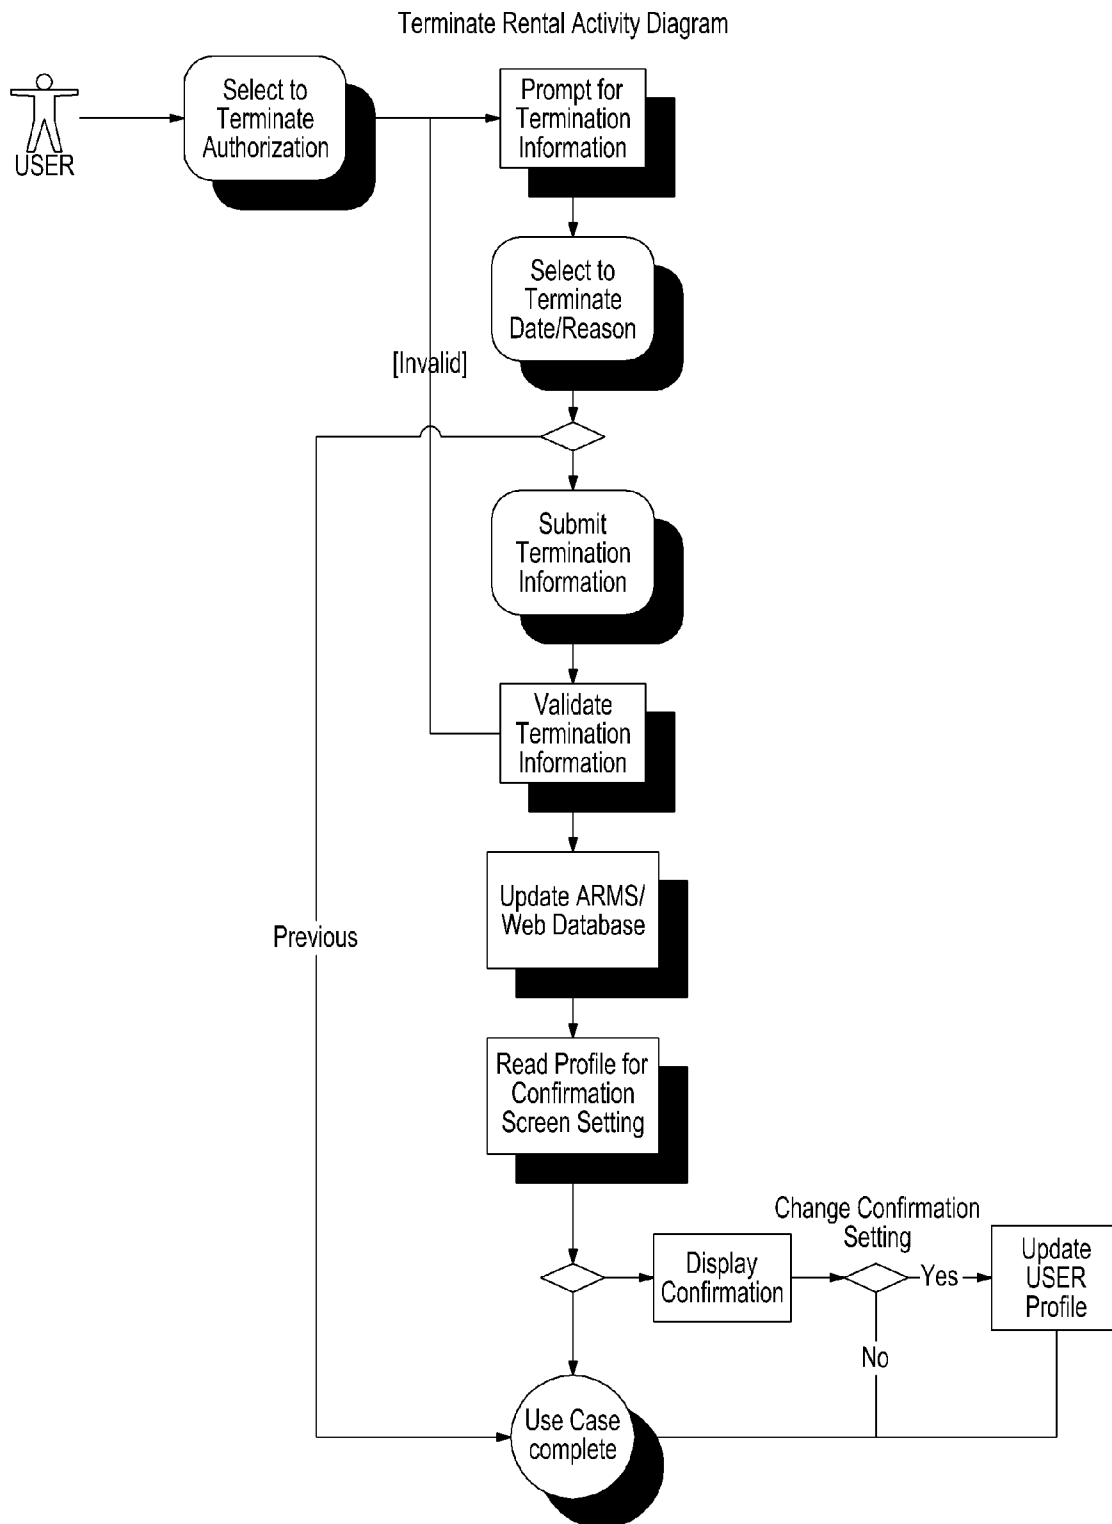 Terminate Rental Activity Diagram
USER
Select to
Terminate
Authorization
Prompt for
Termination
Information
Select to
Terminate
Date/Reason
[Invalid]
Submit
Termination
Information
Validate
Termination
Information
Update ARMS/
Web Database
Previous
Read Profile for
Confirmation
Screen Setting
Display
Confirmation
Change Confirmation
Setting
Yes
Update
USER
Profile
No
Use Case
complete